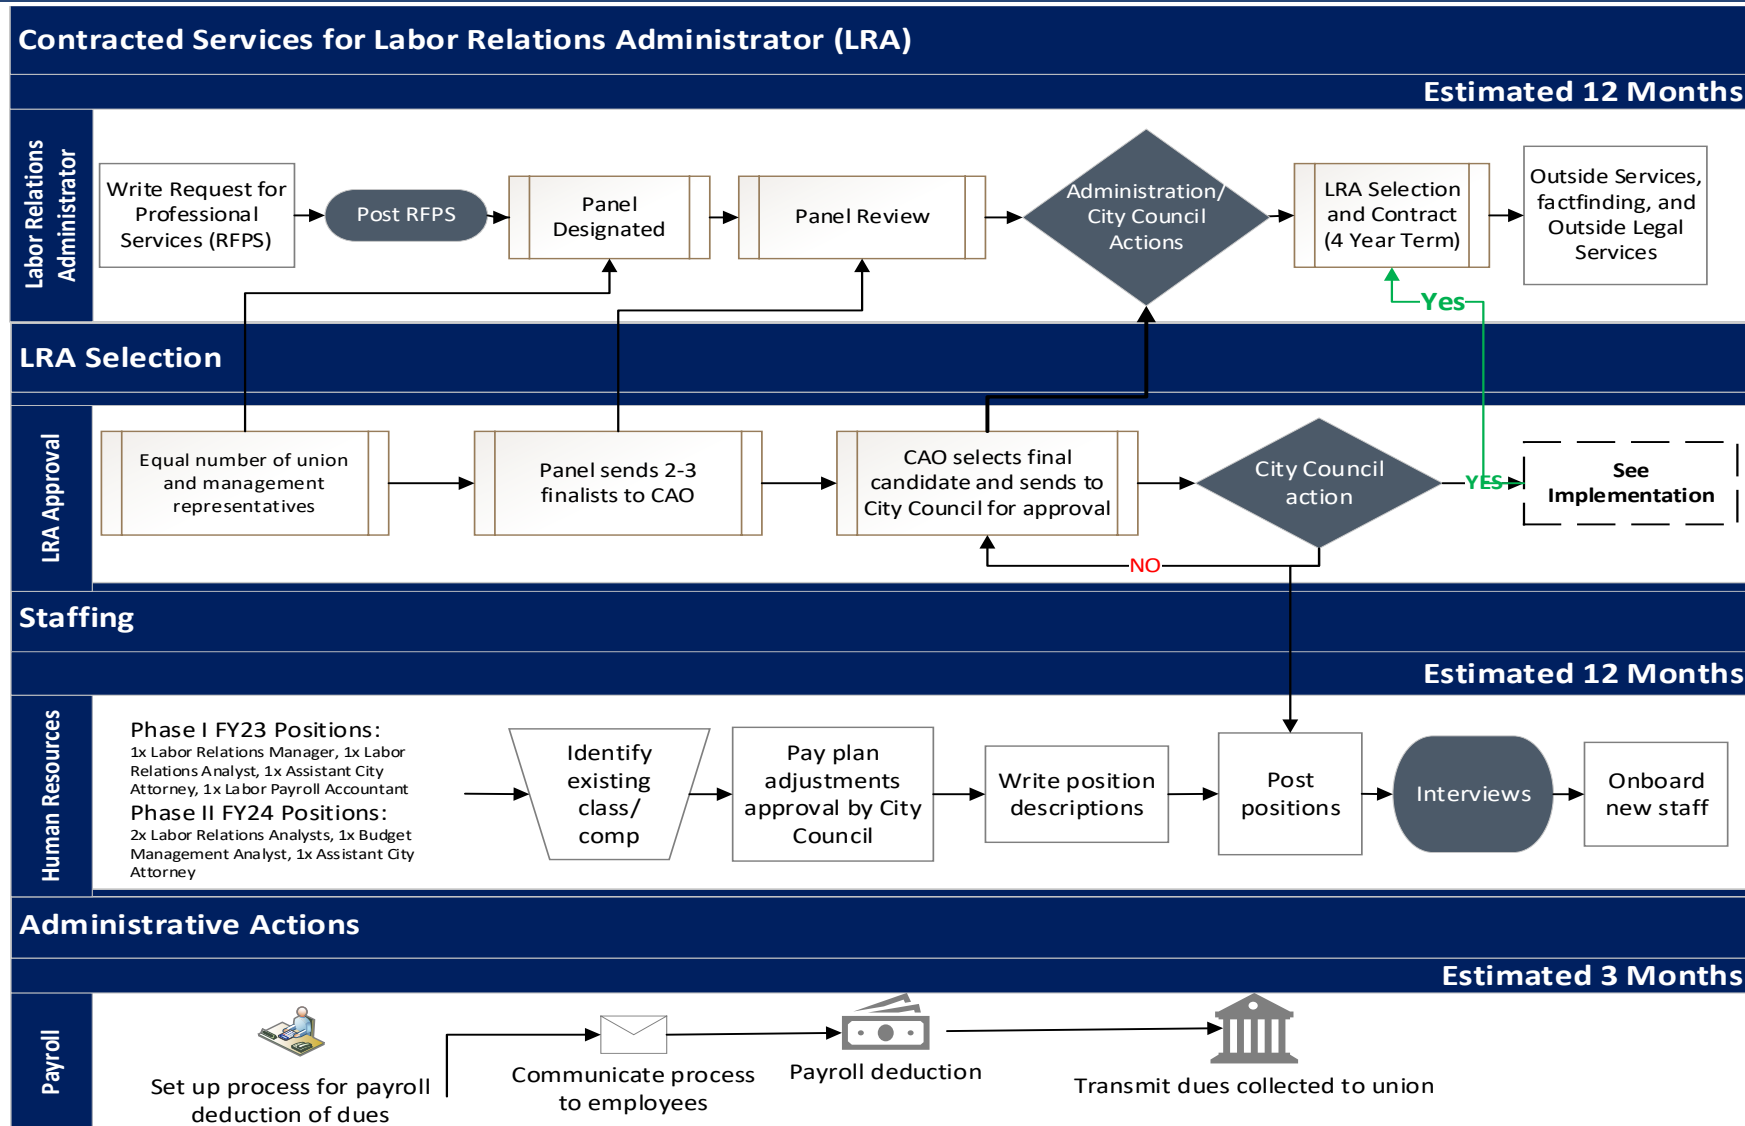 Contracted Services for Labor Relations Administrator (LRA)
Estimated 12 Months
Labor Relations
Administrator
Write Request for
Professional
Services (RFPS)
Post RFPS
Panel
Designated
Panel Review
Administration/
City Council
Actions
LRA Selection
and Contract
(4 Year Term)
Outside Services,
factfinding, and
Outside Legal
Services
Yes
LRA Selection
LRA Approval
Equal number of union
and management
representatives
Panel sends 2-3
finalists to CAO
CAO selects final
candidate and sends to
City Council for approval
City Council
action
YES
See
Implementation
NO
Staffing
Estimated 12 Months
Human Resources
Phase I FY23 Positions:
1x Labor Relations Manager, 1x Labor
Relations Analyst, 1x Assistant City
Attorney, 1x Labor Payroll Accountant
Phase II FY24 Positions:
2x Labor Relations Analysts, 1x Budget
Management Analyst, 1x Assistant City
Attorney
Identify
existing
class/
comp
Pay plan
adjustments
approval by City
Council
Write position
descriptions
Post
positions
Interviews
Onboard
new staff
Administrative Actions
Estimated 3 Months
Payroll
Set up process for payroll
deduction of dues
Communicate process
to employees
Payroll deduction
Transmit dues collected to union